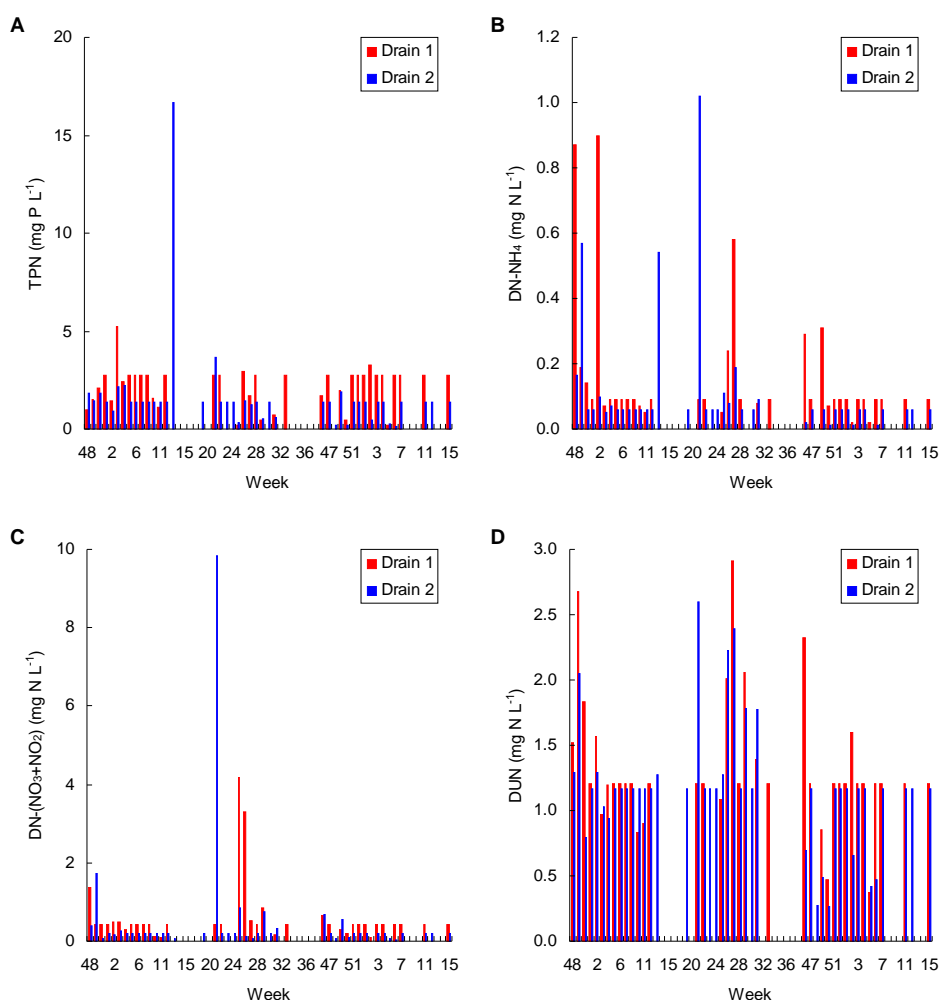 A
TPN (mg P L⁻¹)
20
15
10
5
0
48 2 6 11 15 20 24 28 32 36 47 51 3 7 11 15
Week
Drain 1
Drain 2
B
DN-NH₄ (mg N L⁻¹)
1.2
1.0
0.8
0.6
0.4
0.2
0.0
48 2 6 11 15 20 24 28 32 36 47 51 3 7 11 15
Week
Drain 1
Drain 2
C
DN-(NO₃+NO₂) (mg N L⁻¹)
10
8
6
4
2
0
48 2 6 11 15 20 24 28 32 36 47 51 3 7 11 15
Week
Drain 1
Drain 2
D
DUN (mg N L⁻¹)
3.0
2.5
2.0
1.5
1.0
0.5
0.0
48 2 6 11 15 20 24 28 32 36 47 51 3 7 11 15
Week
Drain 1
Drain 2